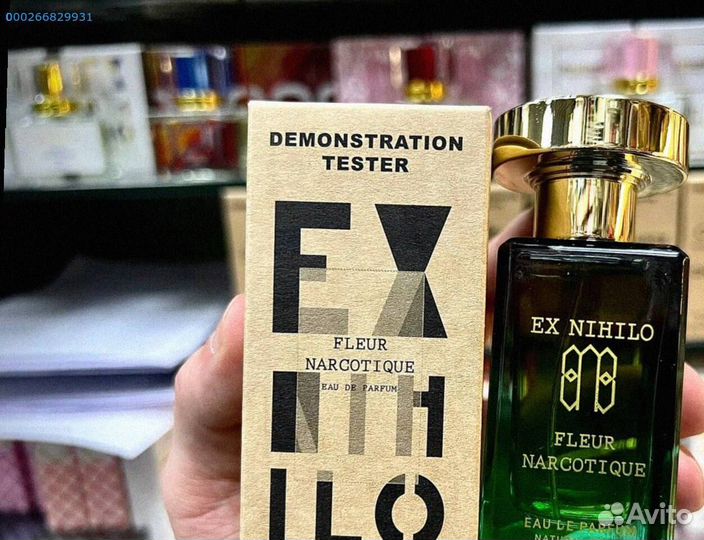 000266829931
DEMONSTRATION
TESTER
EX
FLEUR
NARCOTIQUE
EAU DE PARFUM
NIH
ILO
EX NIHILO
FLEUR
NARCOTIQUE
EAU DE PARFUM
Avito